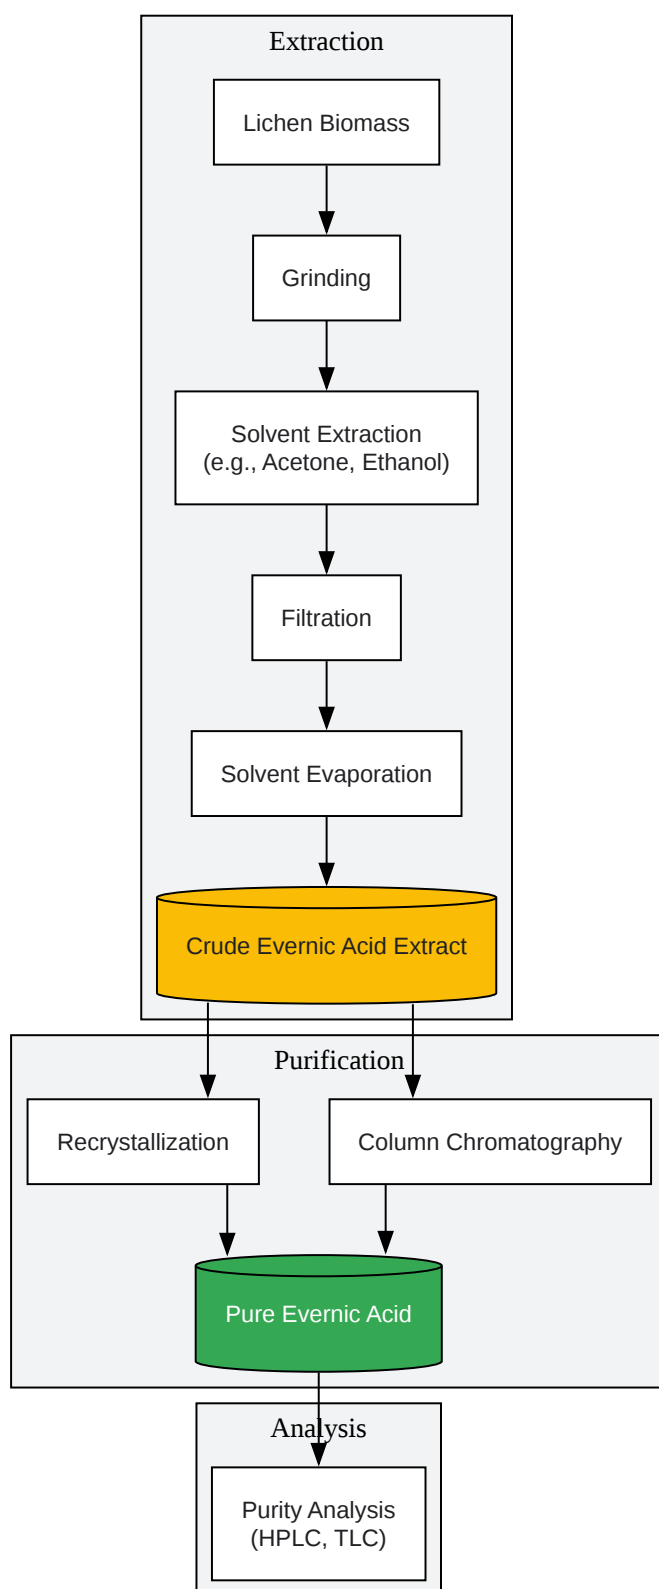 Extraction
Lichen Biomass
Grinding
Solvent Extraction
(e.g., Acetone, Ethanol)
Filtration
Solvent Evaporation
Crude Evernic Acid Extract
Purification
Recrystallization
Column Chromatography
Pure Evernic Acid
Analysis
Purity Analysis
(HPLC, TLC)